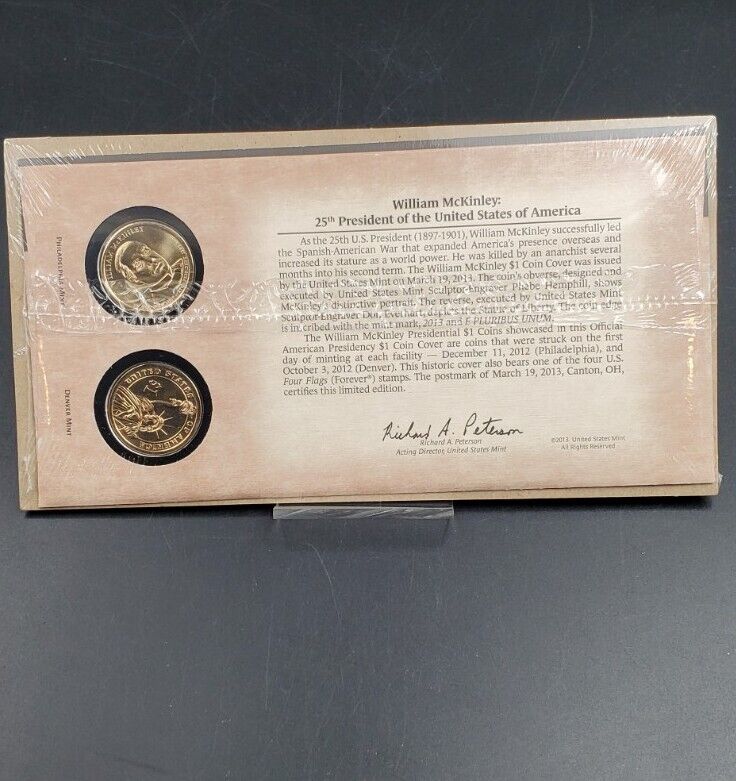 William McKinley:
25th President of the United States of America
As the 25th U.S. President (1897-1901), William McKinley successfully led
the Spanish-American War that expanded America's presence overseas and
increased its stature as a world power. He was killed by an anarchist several
months into his second term. The William McKinley $1 Coin Cover was issued
by the United States Mint on March 19, 2013. The coin's obverse, designed and
executed by United States Mint Sculptor-Engraver Phebe Hemphill, shows
McKinley's distinctive portrait. The reverse, executed by United States Mint
Sculptor-Engraver Don Everhart, depicts the Statue of Liberty. The coin edge
is inscribed with the mint mark, 2013 and E PLURIBUS UNUM.
The William McKinley Presidential $1 Coins showcased in this Official
American Presidency $1 Coin Cover are coins that were struck on the first
day of minting at each facility — December 11, 2012 (Philadelphia), and
October 3, 2012 (Denver). This historic cover also bears one of the four U.S.
Four Flags (Forever®) stamps. The postmark of March 19, 2013, Canton, OH,
certifies this limited edition.
Richard A. Peterson
Richard A. Peterson
Acting Director, United States Mint
©2013 United States Mint
All Rights Reserved
PHILADELPHIA MINT
WILLIAM McKINLEY
DENVER MINT
UNITED STATES OF AMERICA
$1